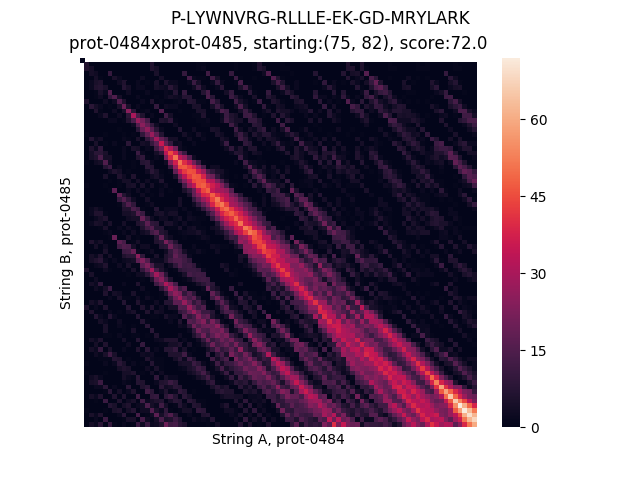 P-LYWNVRG-RLLLE-EK-GD-MRYLARK
prot-0484xprot-0485, starting:(75, 82), score:72.0
String B, prot-0485
String A, prot-0484
60
45
30
15
0